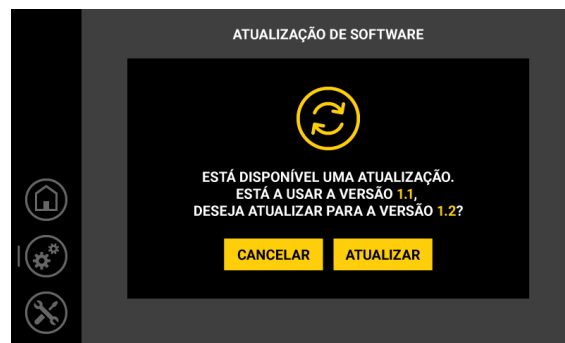 ATUALIZAÇÃO DE SOFTWARE
ESTÁ DISPONÍVEL UMA ATUALIZAÇÃO.
ESTÁ A USAR A VERSÃO 1.1,
DESEJA ATUALIZAR PARA A VERSÃO 1.2?
CANCELAR ATUALIZAR